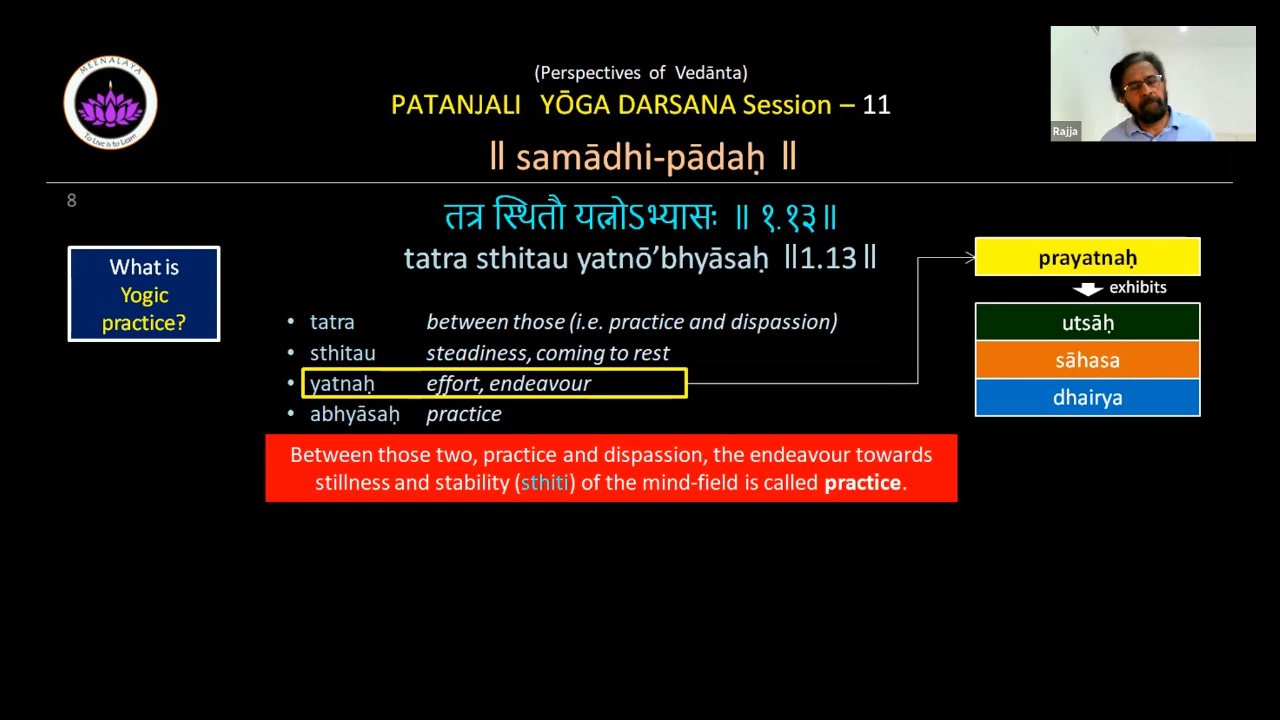 MEENALAYA
To Live is to Learn
(Perspectives of Vedānta)
PATANJALI YŌGA DARSANA Session – 11
॥ samādhi-pādaḥ ॥
Rajja
8
तत्र स्थितौ यत्नोऽभ्यासः ॥ १.१३॥
tatra sthitau yatnō’bhyāsaḥ ॥1.13॥
What is
Yogic
practice?
• tatra between those (i.e. practice and dispassion)
• sthitau steadiness, coming to rest
• yatnaḥ effort, endeavour
• abhyāsaḥ practice
prayatnaḥ
exhibits
utsāḥ
sāhasa
dhairya
Between those two, practice and dispassion, the endeavour towards
stillness and stability (sthiti) of the mind-field is called practice.